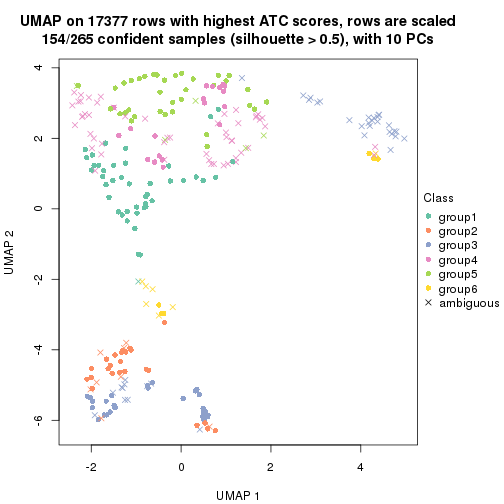 UMAP on 17377 rows with highest ATC scores, rows are scaled
154/265 confident samples (silhouette > 0.5), with 10 PCs
4
2
0
-2
-4
-6
UMAP 2
-2
0
2
4
UMAP 1
Class
group1
group2
group3
group4
group5
group6
ambiguous